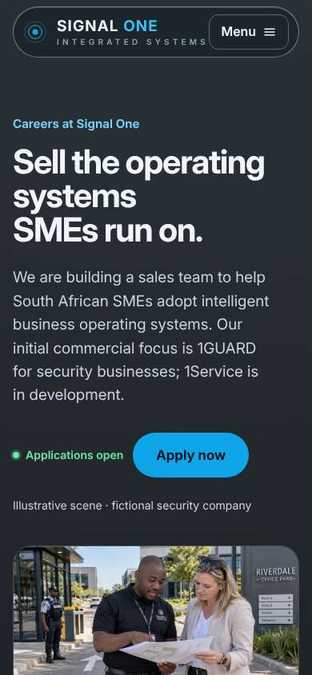 SIGNAL ONE
INTEGRATED SYSTEMS
Menu
Careers at Signal One
Sell the operating
systems
SMEs run on.
We are building a sales team to help
South African SMEs adopt intelligent
business operating systems. Our
initial commercial focus is 1GUARD
for security businesses; 1Service is
in development.
Applications open
Apply now
Illustrative scene · fictional security company
RIVERDALE
OFFICE PARK